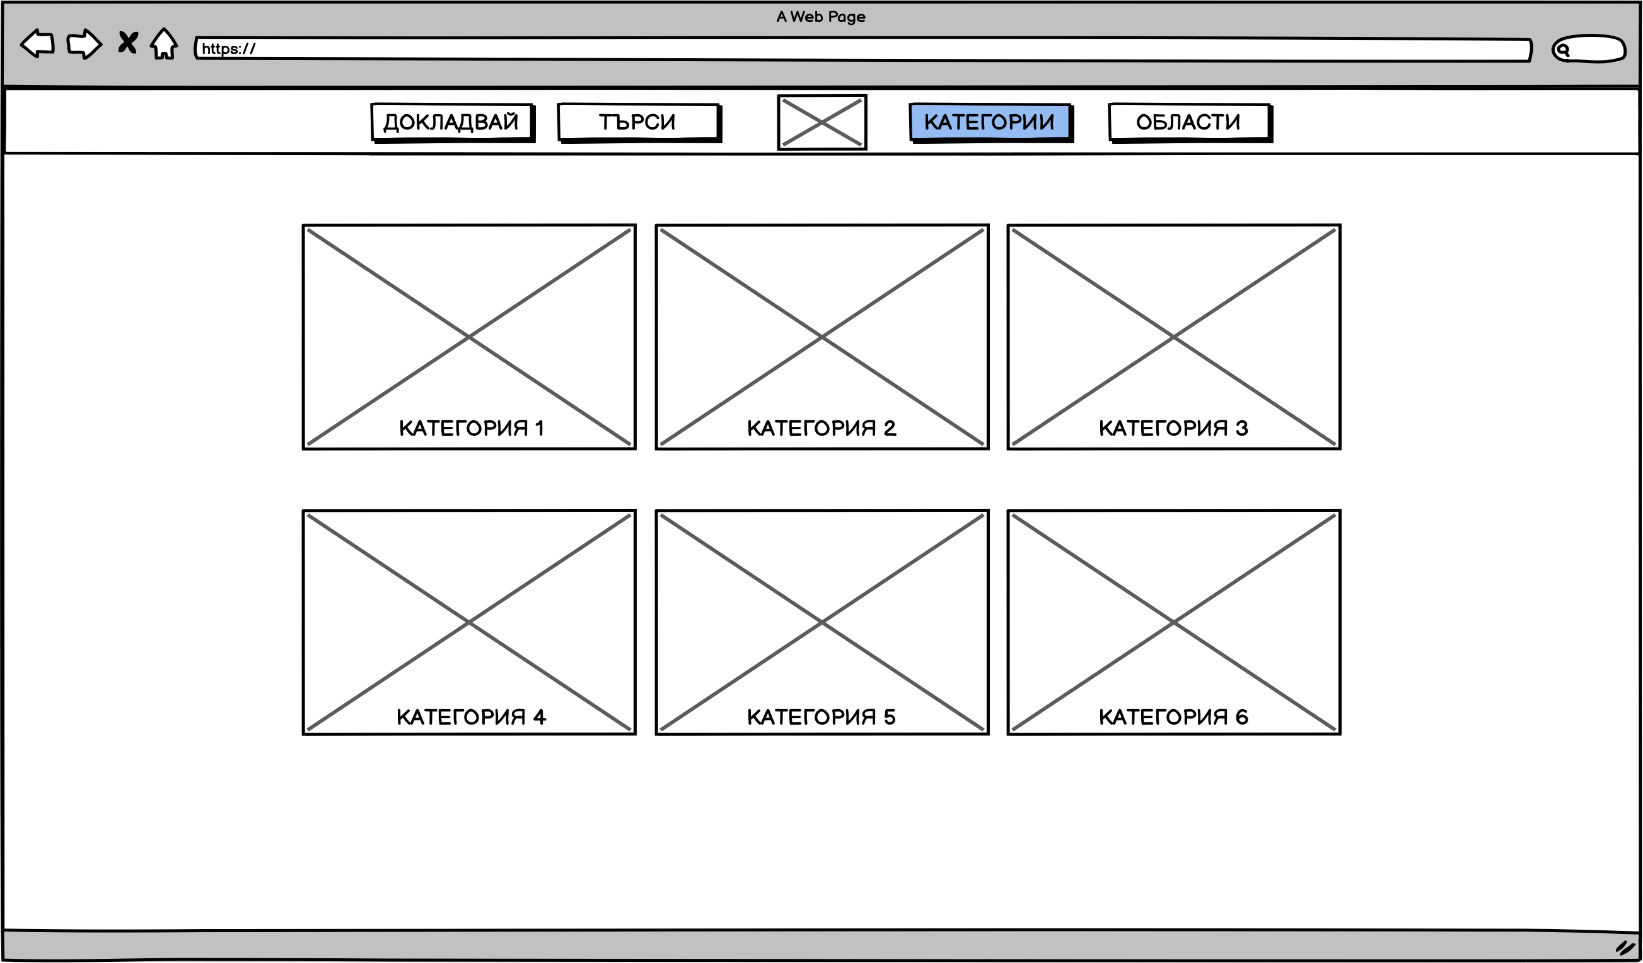 A Web Page
https://
ДОКЛАДВАЙ
ТЪРСИ
КАТЕГОРИИ
ОБЛАСТИ
КАТЕГОРИЯ 1
КАТЕГОРИЯ 2
КАТЕГОРИЯ 3
КАТЕГОРИЯ 4
КАТЕГОРИЯ 5
КАТЕГОРИЯ 6